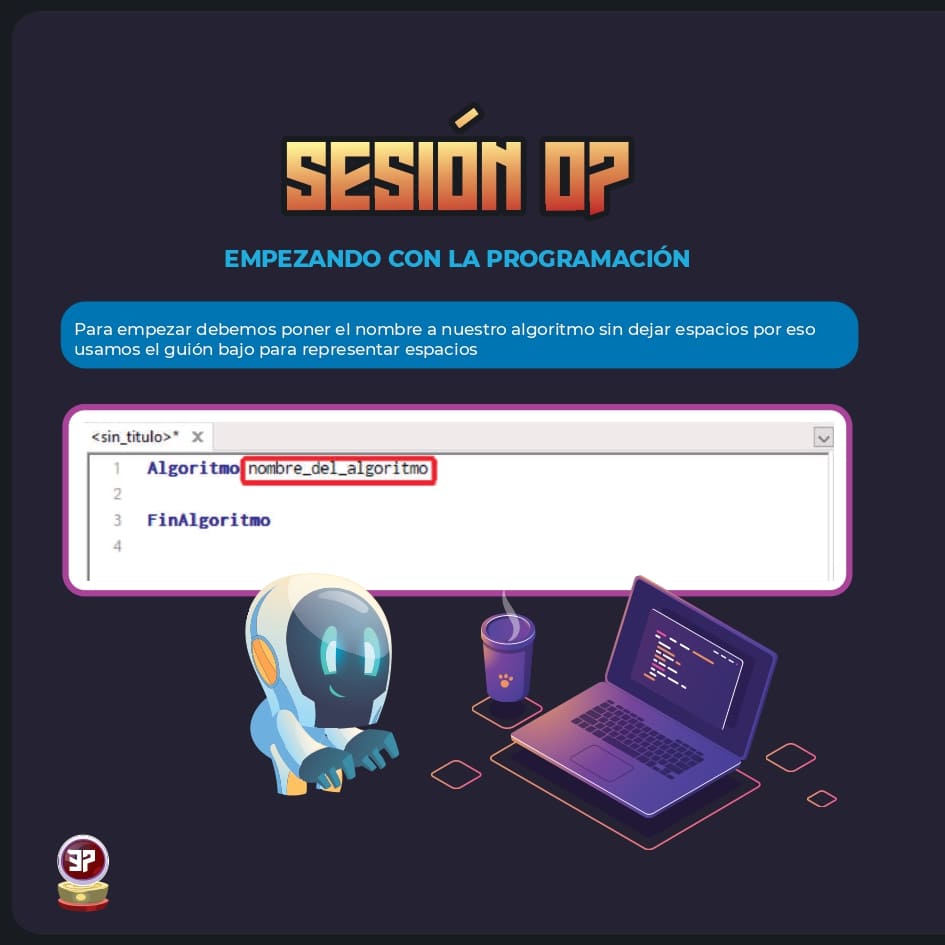 SESIÓN 07
EMPEZANDO CON LA PROGRAMACIÓN
Para empezar debemos poner el nombre a nuestro algoritmo sin dejar espacios por eso
usamos el guión bajo para representar espacios
<sin_titulo>* X
1 Algoritmo nombre_del_algoritmo
2
3 FinAlgoritmo
4